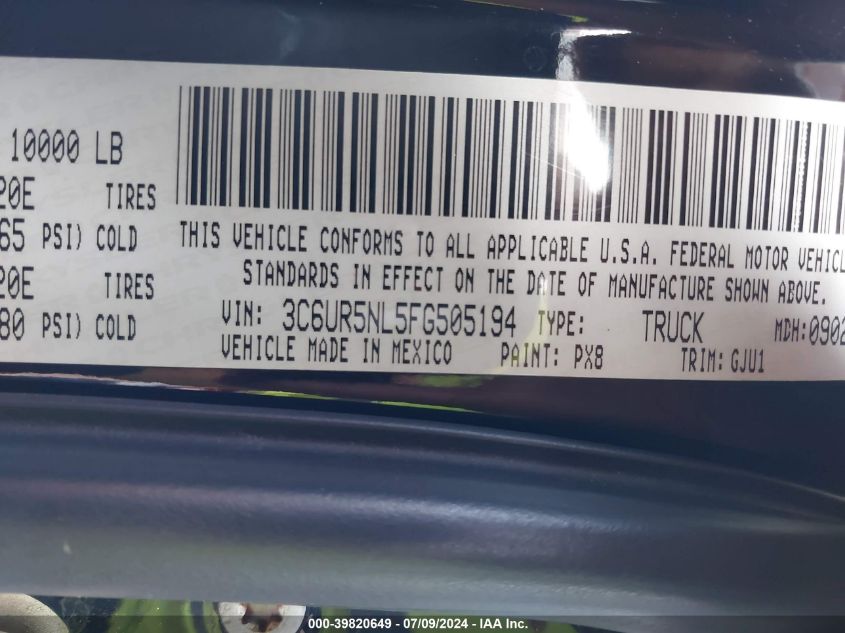 10000 LB
20E TIRES
65 PSI) COLD
20E TIRES
80 PSI) COLD
THIS VEHICLE CONFORMS TO ALL APPLICABLE U.S.A. FEDERAL MOTOR VEHICL
STANDARDS IN EFFECT ON THE DATE OF MANUFACTURE SHOWN ABOVE.
VIN: 3C6UR5NL5FG505194 TYPE: TRUCK MDH:0902
VEHICLE MADE IN MEXICO PAINT: PX8 TRIM: GJU1
000-39820649 - 07/09/2024 - IAA Inc.